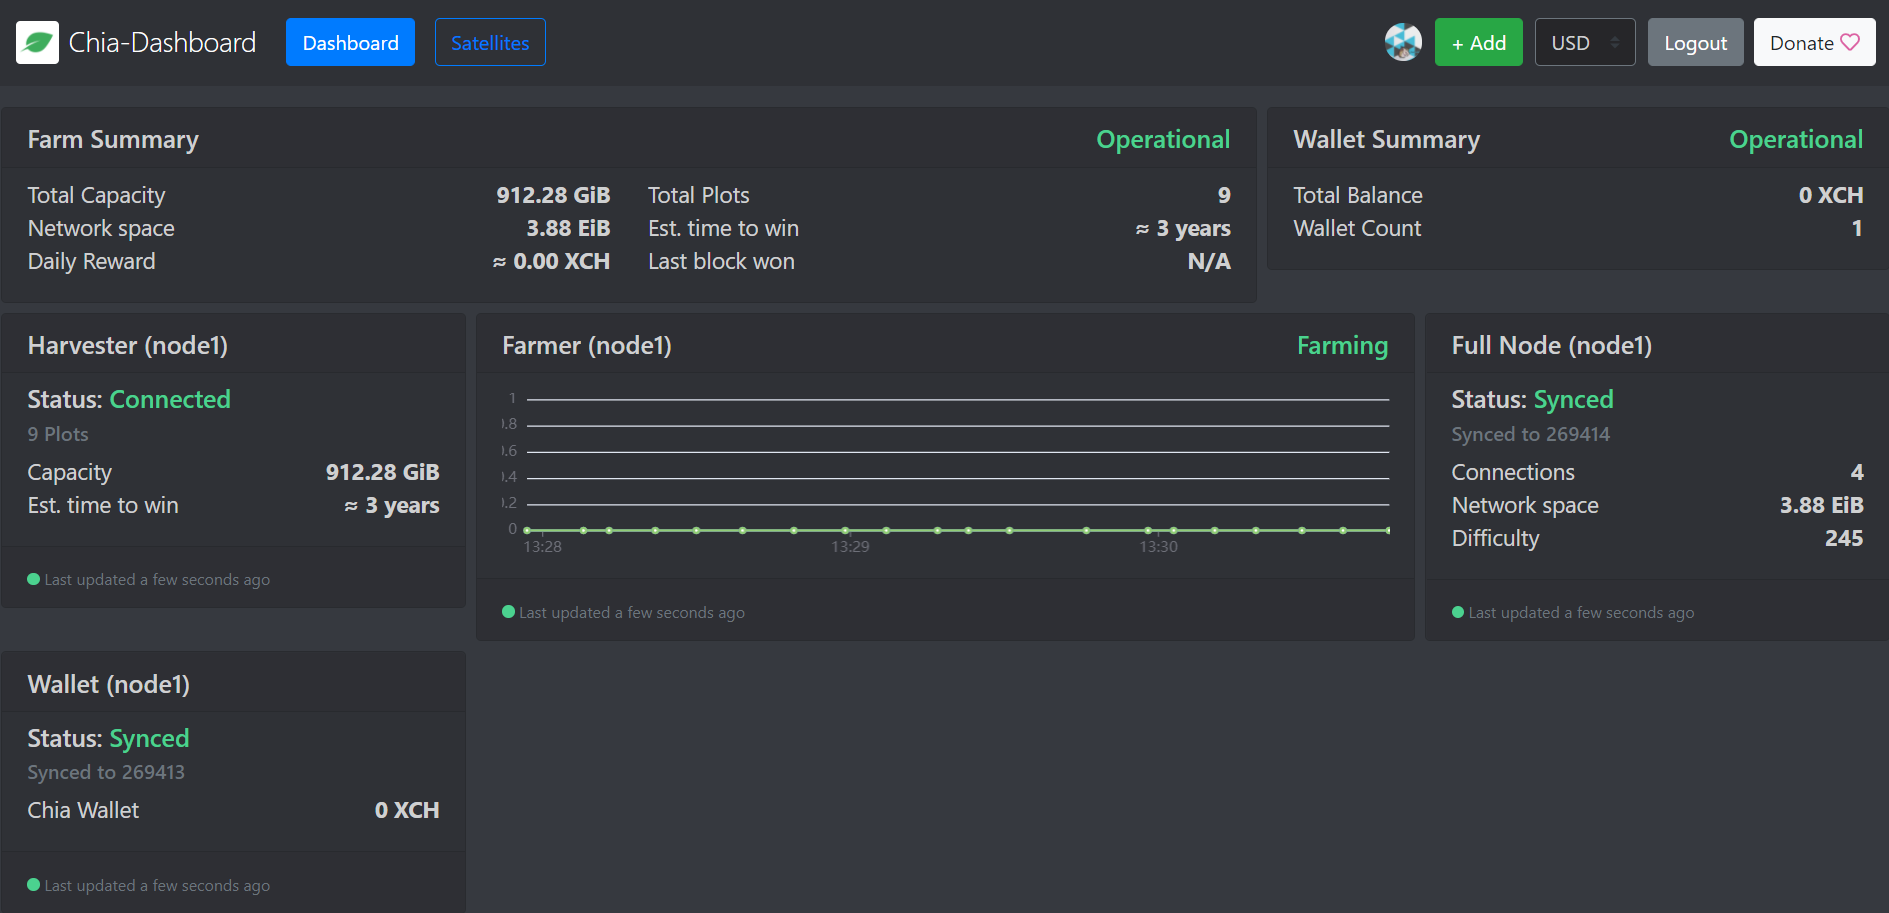 Chia-Dashboard
Dashboard
Satellites
+ Add
USD
Logout
Donate
Farm Summary
Operational
Total Capacity 912.28 GiB
Network space 3.88 EiB
Daily Reward ≈ 0.00 XCH
Total Plots 9
Est. time to win ≈ 3 years
Last block won N/A
Wallet Summary
Operational
Total Balance 0 XCH
Wallet Count 1
Harvester (node1)
Status: Connected
9 Plots
Capacity 912.28 GiB
Est. time to win ≈ 3 years
Last updated a few seconds ago
Farmer (node1)
Farming
1
.8
.6
.4
.2
0
13:28 13:29 13:30
Last updated a few seconds ago
Full Node (node1)
Status: Synced
Synced to 269414
Connections 4
Network space 3.88 EiB
Difficulty 245
Last updated a few seconds ago
Wallet (node1)
Status: Synced
Synced to 269413
Chia Wallet 0 XCH
Last updated a few seconds ago